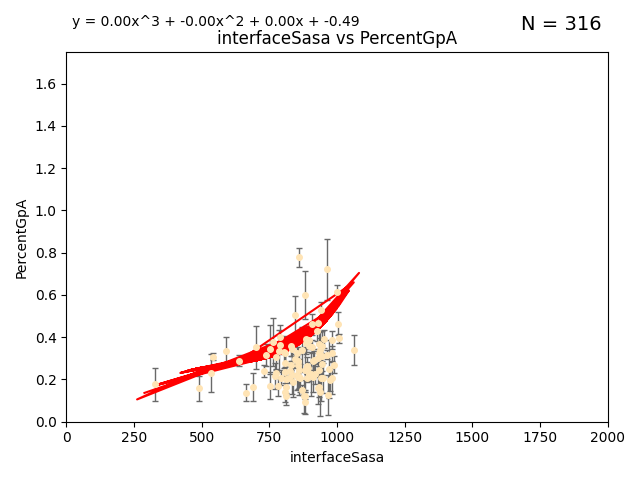 y = 0.00x^3 + -0.00x^2 + 0.00x + -0.49
N = 316
interfaceSasa vs PercentGpA
PercentGpA
1.6
1.4
1.2
1.0
0.8
0.6
0.4
0.2
0.0
0 250 500 750 1000 1250 1500 1750 2000
interfaceSasa